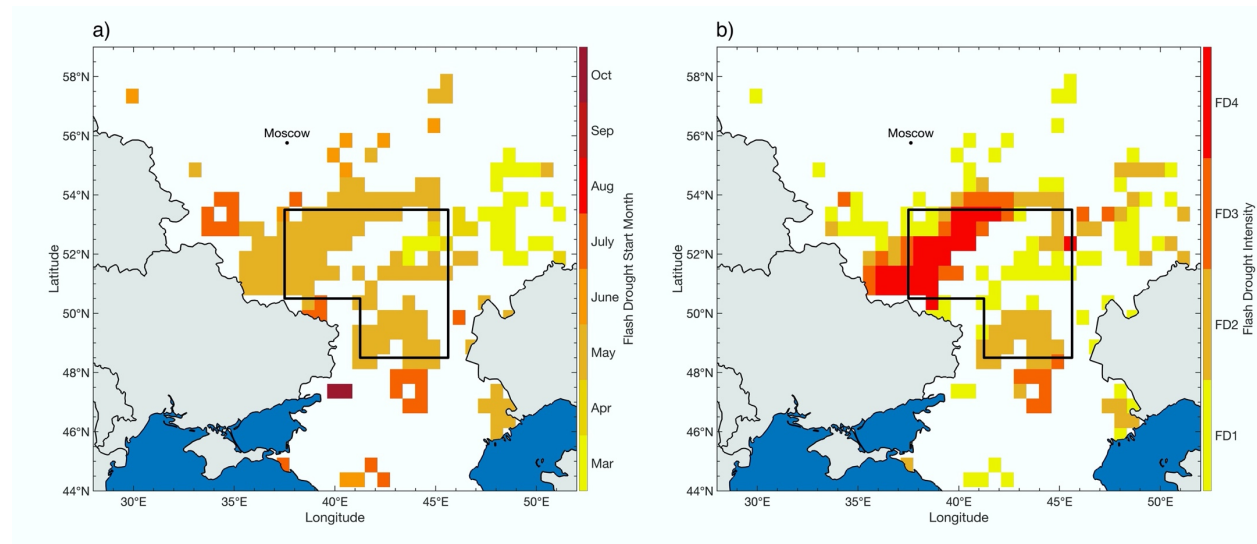 a)
58°N
56°N
54°N
52°N
50°N
48°N
46°N
44°N
30°E
35°E
40°E
45°E
50°E
Latitude
Longitude
Moscow
Oct
Sep
Aug
July
June
May
Apr
Mar
Flash Drought Start Month
b)
58°N
56°N
54°N
52°N
50°N
48°N
46°N
44°N
30°E
35°E
40°E
45°E
50°E
Latitude
Longitude
Moscow
FD4
FD3
FD2
FD1
Flash Drought Intensity